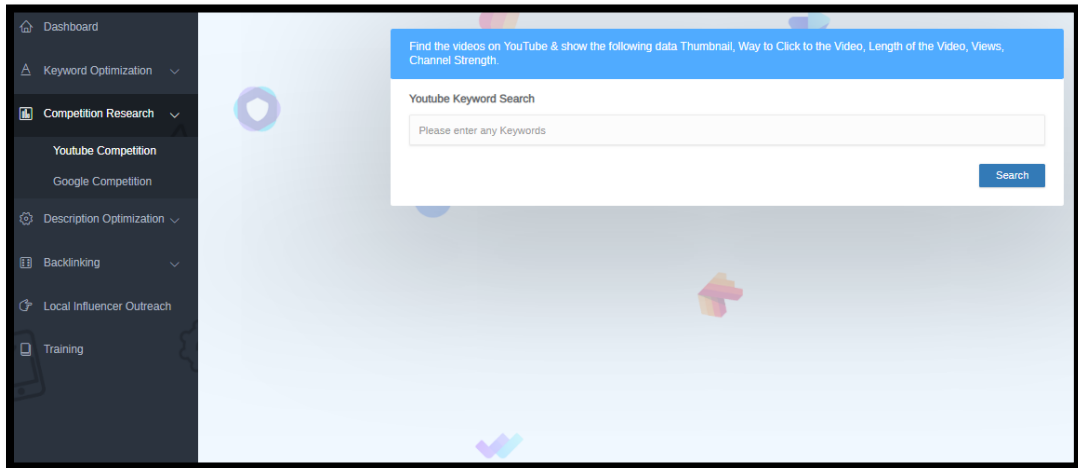 Dashboard
Keyword Optimization
Competition Research
Youtube Competition
Google Competition
Description Optimization
Backlinking
Local Influencer Outreach
Training
Find the videos on YouTube & show the following data Thumbnail, Way to Click to the Video, Length of the Video, Views,
Channel Strength.
Youtube Keyword Search
Please enter any Keywords
Search